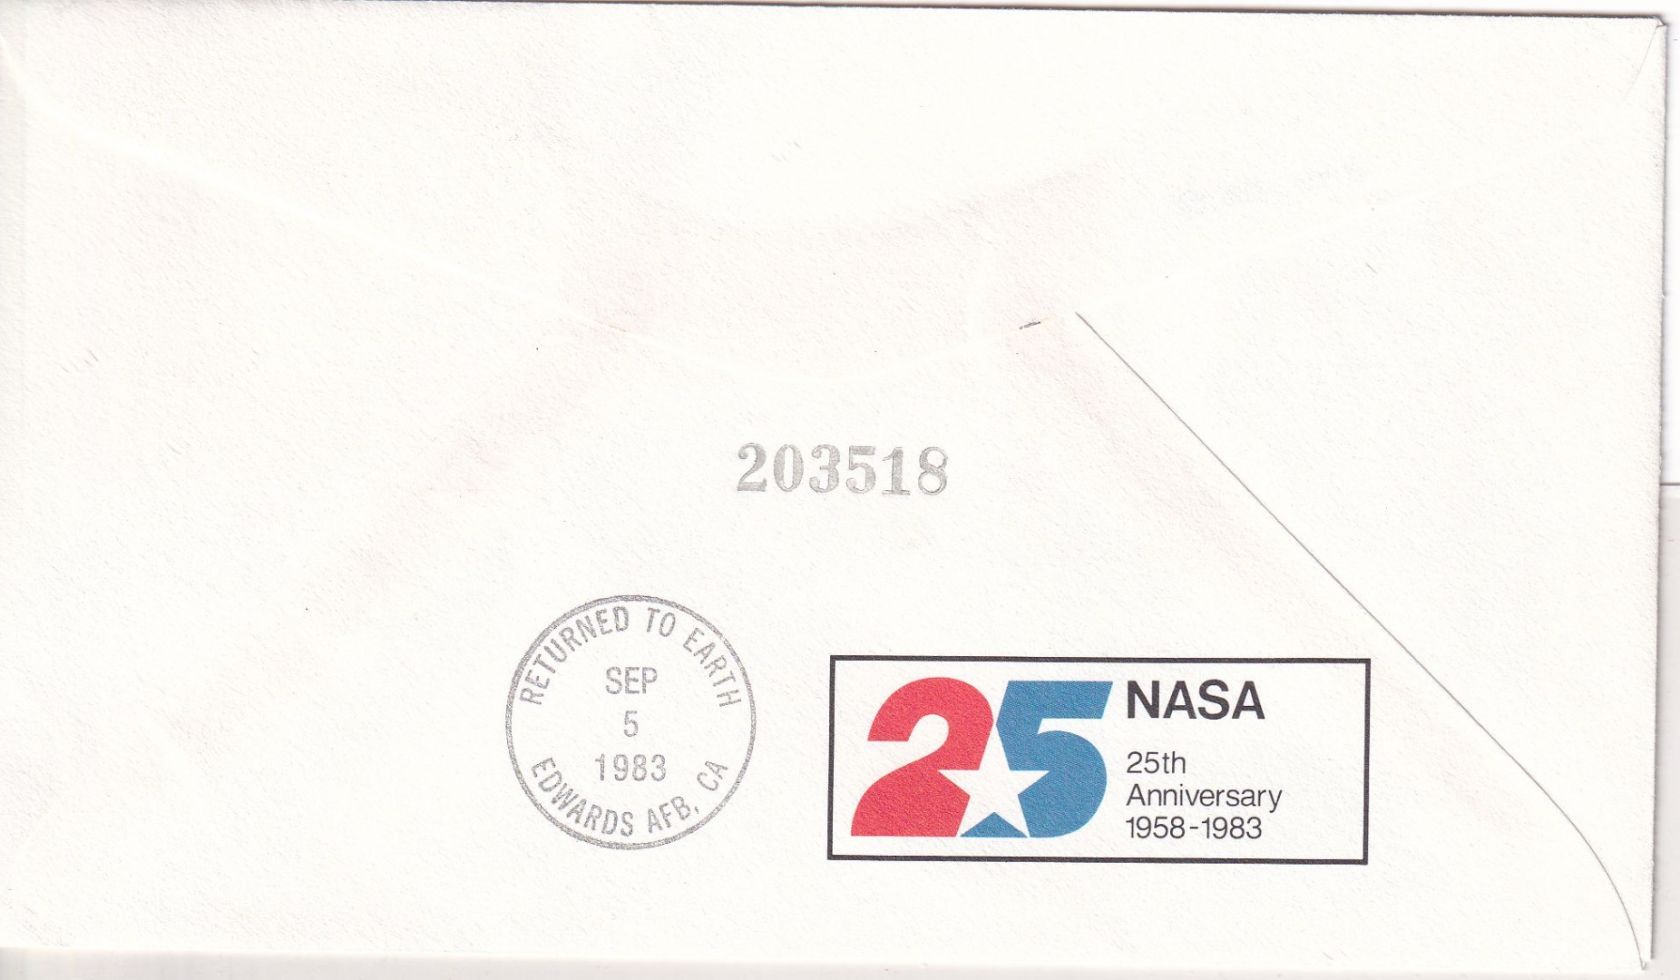 203518
RETURNED TO EARTH
SEP
5
1983
EDWARDS AFB, CA
25
NASA
25th
Anniversary
1958-1983